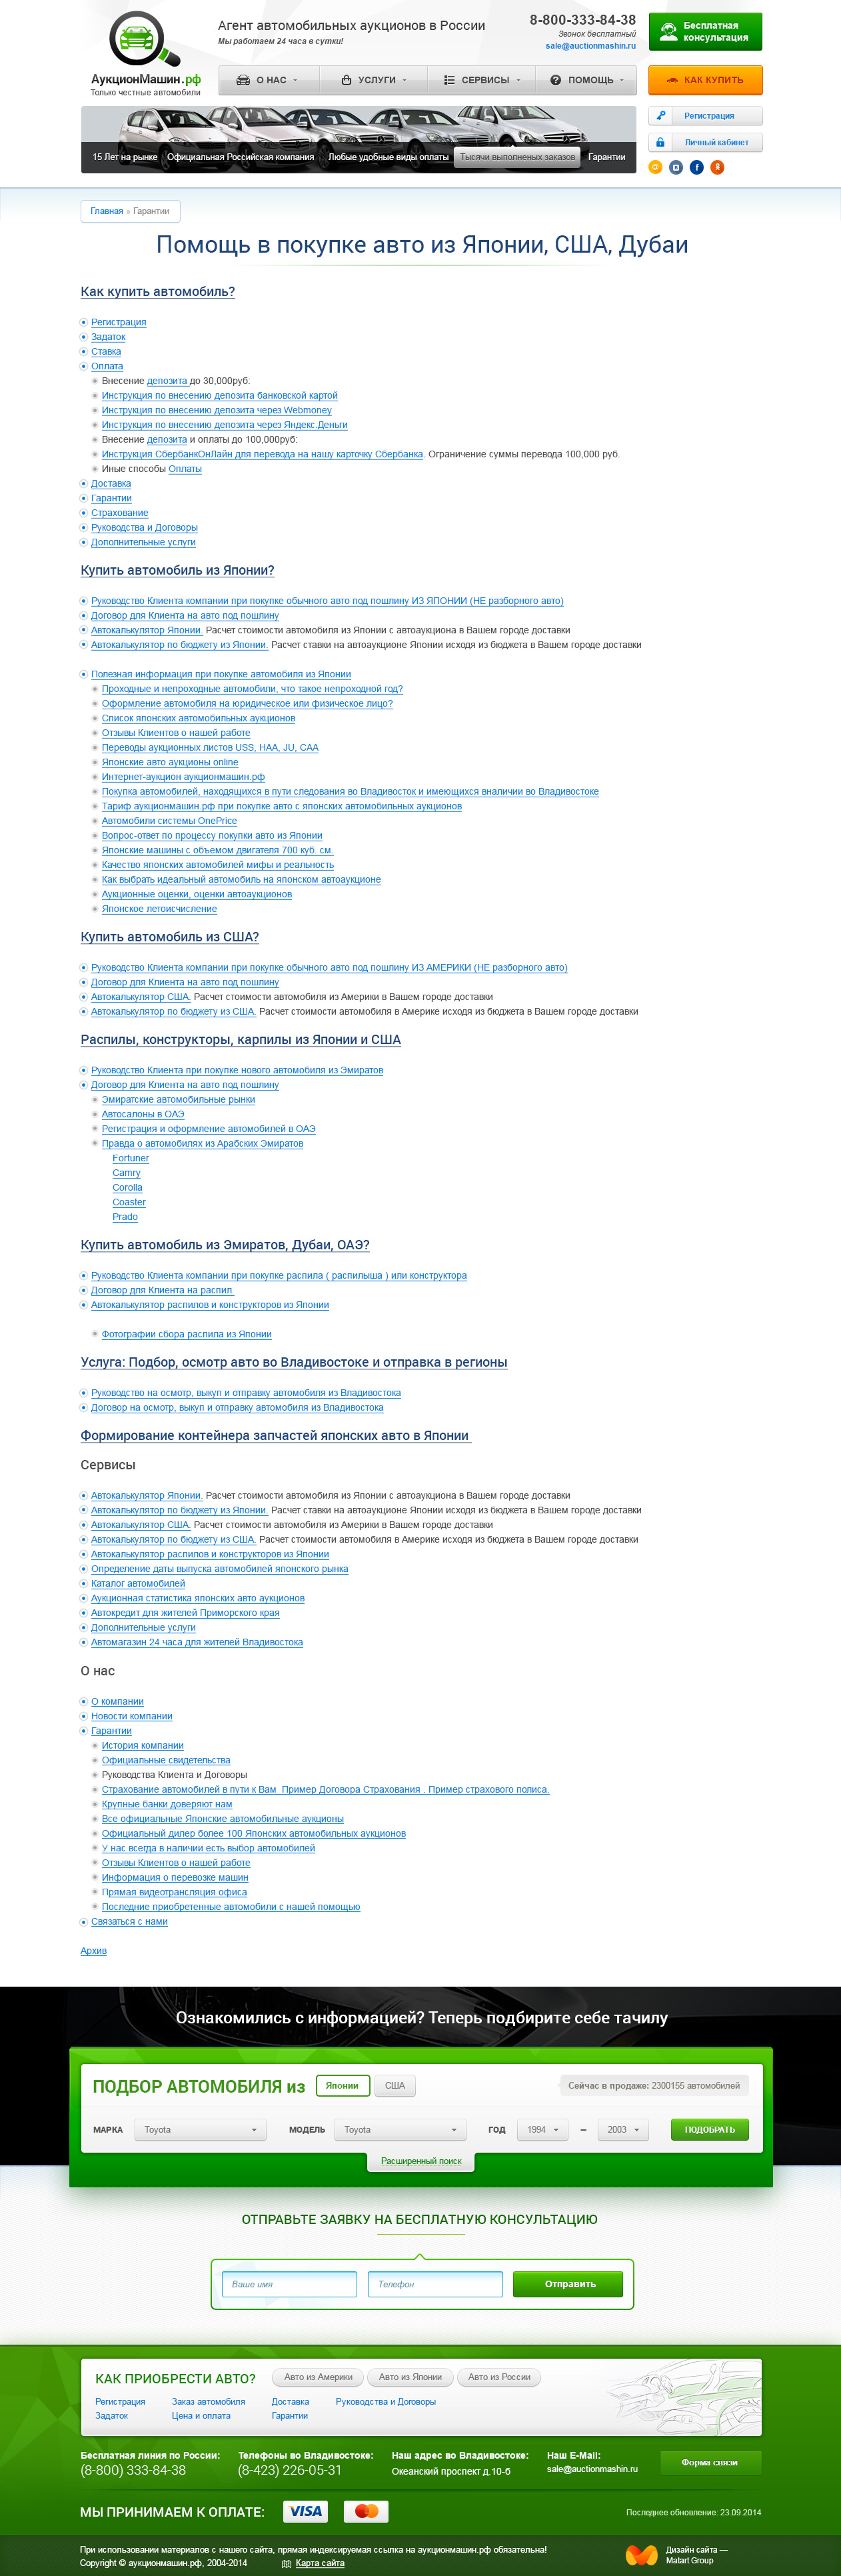 АукционМашин.рф
Только честные автомобили
Агент автомобильных аукционов в России
Мы работаем 24 часа в сутки!
8-800-333-84-38
Звонок бесплатный
sale@auctionmashin.ru
Бесплатная
консультация
О НАС
УСЛУГИ
СЕРВИСЫ
ПОМОЩЬ
КАК КУПИТЬ
15 Лет на рынке
Официальная Российская компания
Любые удобные виды оплаты
Тысячи выполненых заказов
Гарантии
Регистрация
Личный кабинет
Главная » Гарантии
Помощь в покупке авто из Японии, США, Дубаи
Как купить автомобиль?
Регистрация
Задаток
Ставка
Оплата
Внесение депозита до 30,000руб:
Инструкция по внесению депозита банковской картой
Инструкция по внесению депозита через Webmoney
Инструкция по внесению депозита через Яндекс.Деньги
Внесение депозита и оплаты до 100,000руб:
Инструкция СбербанкОнЛайн для перевода на нашу карточку Сбербанка. Ограничение суммы перевода 100,000 руб.
Иные способы Оплаты
Доставка
Гарантии
Страхование
Руководства и Договоры
Дополнительные услуги
Купить автомобиль из Японии?
Руководство Клиента компании при покупке обычного авто под пошлину ИЗ ЯПОНИИ (НЕ разборного авто)
Договор для Клиента на авто под пошлину
Автокалькулятор Японии. Расчет стоимости автомобиля из Японии с автоаукциона в Вашем городе доставки
Автокалькулятор по бюджету из Японии. Расчет ставки на автоаукционе Японии исходя из бюджета в Вашем городе доставки
Полезная информация при покупке автомобиля из Японии
Проходные и непроходные автомобили, что такое непроходной год?
Оформление автомобиля на юридическое или физическое лицо?
Список японских автомобильных аукционов
Отзывы Клиентов о нашей работе
Переводы аукционных листов USS, HAA, JU, CAA
Японские авто аукционы online
Интернет-аукцион аукционмашин.рф
Покупка автомобилей, находящихся в пути следования во Владивосток и имеющихся вналичии во Владивостоке
Тариф аукционмашин.рф при покупке авто с японских автомобильных аукционов
Автомобили системы OnePrice
Вопрос-ответ по процессу покупки авто из Японии
Японские машины с объемом двигателя 700 куб. см.
Качество японских автомобилей мифы и реальность
Как выбрать идеальный автомобиль на японском автоаукционе
Аукционные оценки, оценки автоаукционов
Японское летоисчисление
Купить автомобиль из США?
Руководство Клиента компании при покупке обычного авто под пошлину ИЗ АМЕРИКИ (НЕ разборного авто)
Договор для Клиента на авто под пошлину
Автокалькулятор США. Расчет стоимости автомобиля из Америки в Вашем городе доставки
Автокалькулятор по бюджету из США. Расчет стоимости автомобиля в Америке исходя из бюджета в Вашем городе доставки
Распилы, конструкторы, карпилы из Японии и США
Руководство Клиента при покупке нового автомобиля из Эмиратов
Договор для Клиента на авто под пошлину
Эмиратские автомобильные рынки
Автосалоны в ОАЭ
Регистрация и оформление автомобилей в ОАЭ
Правда о автомобилях из Арабских Эмиратов
Fortuner
Camry
Corolla
Coaster
Prado
Купить автомобиль из Эмиратов, Дубаи, ОАЭ?
Руководство Клиента компании при покупке распила ( распилыша ) или конструктора
Договор для Клиента на распил
Автокалькулятор распилов и конструкторов из Японии
Фотографии сбора распила из Японии
Услуга: Подбор, осмотр авто во Владивостоке и отправка в регионы
Руководство на осмотр, выкуп и отправку автомобиля из Владивостока
Договор на осмотр, выкуп и отправку автомобиля из Владивостока
Формирование контейнера запчастей японских авто в Японии
Сервисы
Автокалькулятор Японии. Расчет стоимости автомобиля из Японии с автоаукциона в Вашем городе доставки
Автокалькулятор по бюджету из Японии. Расчет ставки на автоаукционе Японии исходя из бюджета в Вашем городе доставки
Автокалькулятор США. Расчет стоимости автомобиля из Америки в Вашем городе доставки
Автокалькулятор по бюджету из США. Расчет стоимости автомобиля в Америке исходя из бюджета в Вашем городе доставки
Автокалькулятор распилов и конструкторов из Японии
Определение даты выпуска автомобилей японского рынка
Каталог автомобилей
Аукционная статистика японских авто аукционов
Автокредит для жителей Приморского края
Дополнительные услуги
Автомагазин 24 часа для жителей Владивостока
О нас
О компании
Новости компании
Гарантии
История компании
Официальные свидетельства
Руководства Клиента и Договоры
Страхование автомобилей в пути к Вам Пример Договора Страхования . Пример страхового полиса.
Крупные банки доверяют нам
Все официальные Японские автомобильные аукционы
Официальный дилер более 100 Японских автомобильных аукционов
У нас всегда в наличии есть выбор автомобилей
Отзывы Клиентов о нашей работе
Информация о перевозке машин
Прямая видеотрансляция офиса
Последние приобретенные автомобили с нашей помощью
Связаться с нами
Архив
Ознакомились с информацией? Теперь подбирите себе тачилу
ПОДБОР АВТОМОБИЛЯ из
Японии
США
Сейчас в продаже: 2300155 автомобилей
МАРКА
Toyota
МОДЕЛЬ
Toyota
ГОД
1994
–
2003
ПОДОБРАТЬ
Расширенный поиск
ОТПРАВЬТЕ ЗАЯВКУ НА БЕСПЛАТНУЮ КОНСУЛЬТАЦИЮ
Ваше имя
Телефон
Отправить
КАК ПРИОБРЕСТИ АВТО?
Авто из Америки
Авто из Японии
Авто из России
Регистрация
Заказ автомобиля
Доставка
Руководства и Договоры
Задаток
Цена и оплата
Гарантии
Бесплатная линия по России:
(8-800) 333-84-38
Телефоны во Владивостоке:
(8-423) 226-05-31
Наш адрес во Владивостоке:
Океанский проспект д.10-б
Наш E-Mail:
sale@auctionmashin.ru
Форма связи
МЫ ПРИНИМАЕМ К ОПЛАТЕ:
VISA
MasterCard
Последнее обновление: 23.09.2014
При использовании материалов с нашего сайта, прямая индексируемая ссылка на аукционмашин.рф обязательна!
Copyright © аукционмашин.рф, 2004-2014
Карта сайта
Дизайн сайта —
Matart Group